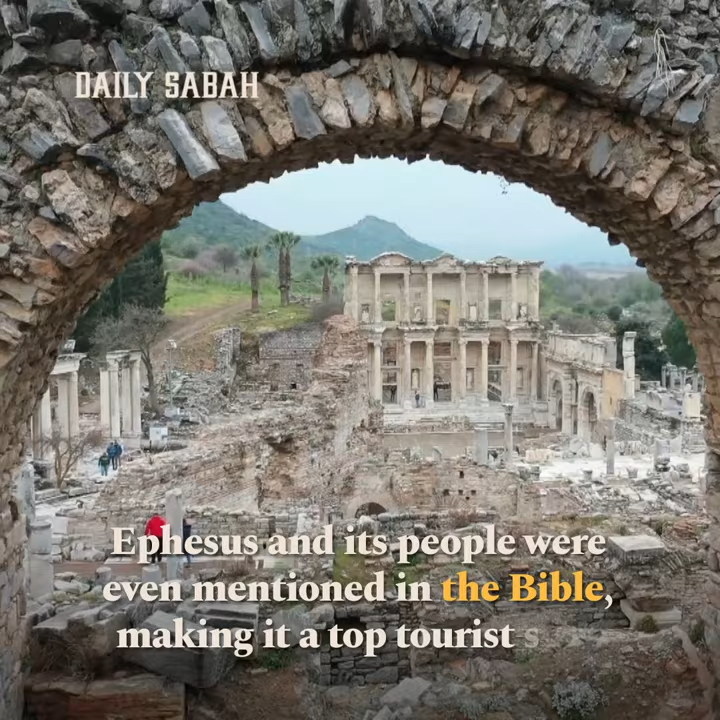 DAILY SABAH
Ephesus and its people were
even mentioned in the Bible,
making it a top tourist s